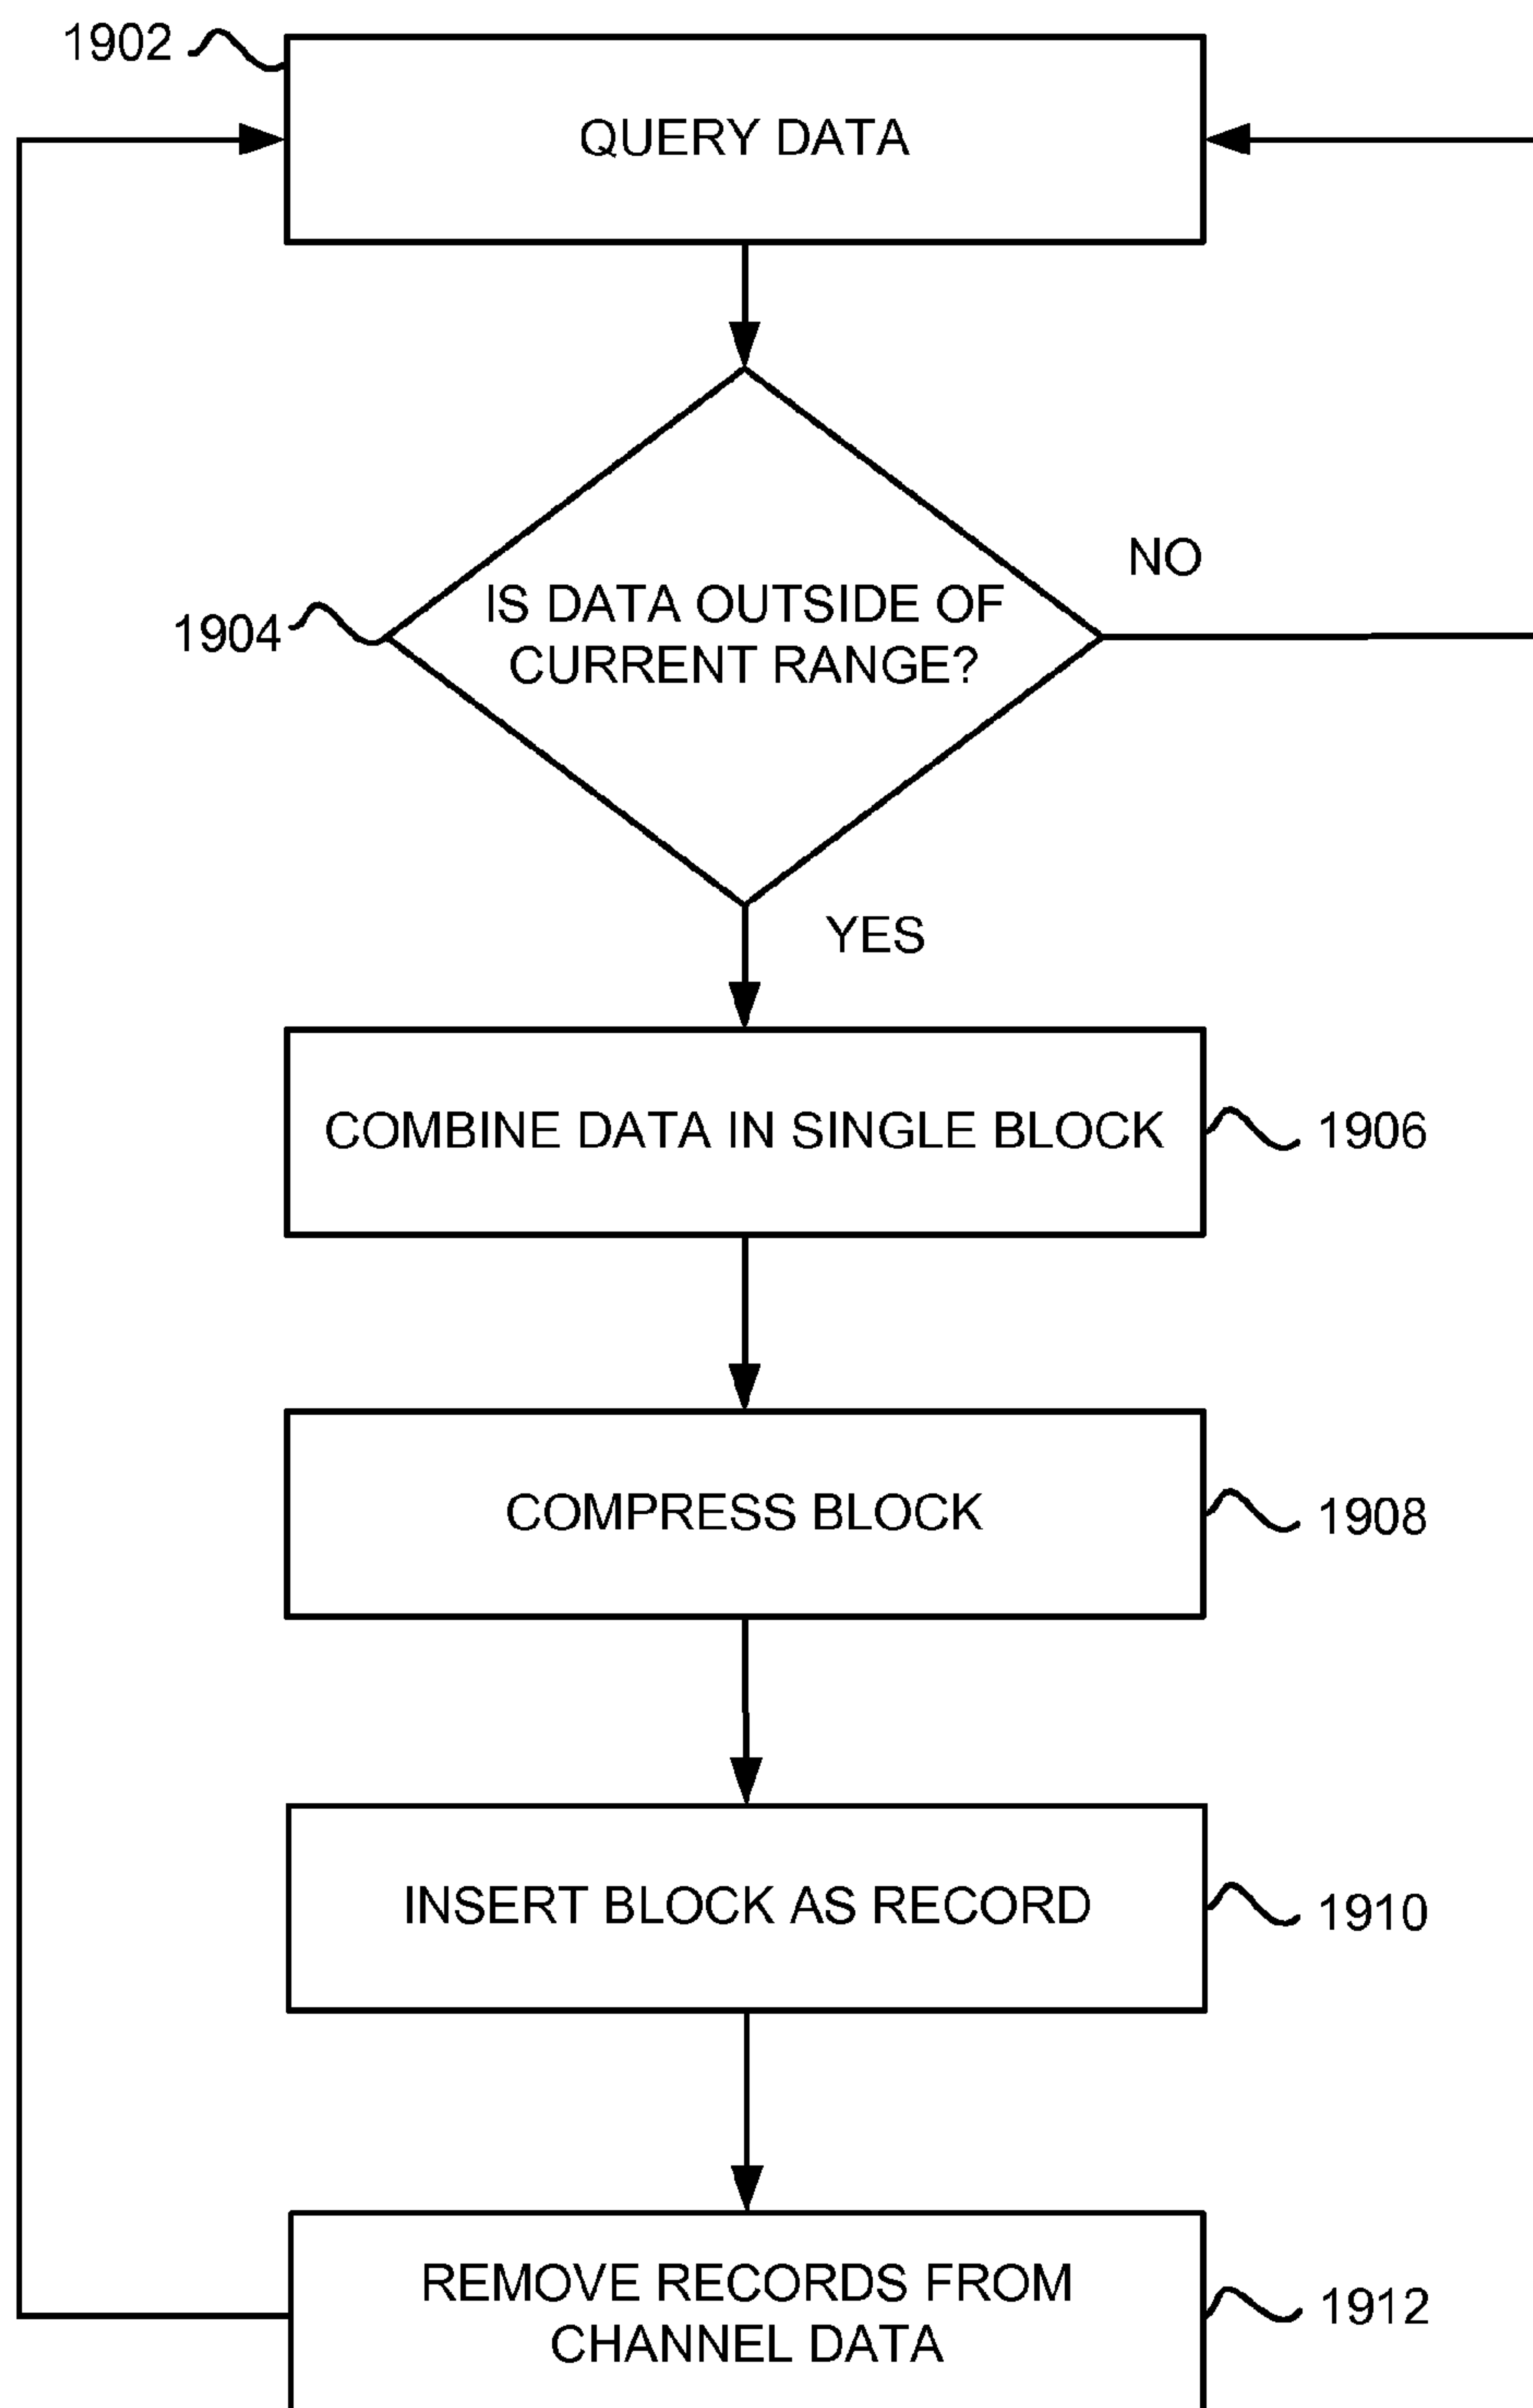 1902
QUERY DATA
NO
1904
IS DATA OUTSIDE OF
CURRENT RANGE?
YES
COMBINE DATA IN SINGLE BLOCK
1906
COMPRESS BLOCK
1908
INSERT BLOCK AS RECORD
1910
REMOVE RECORDS FROM
CHANNEL DATA
1912